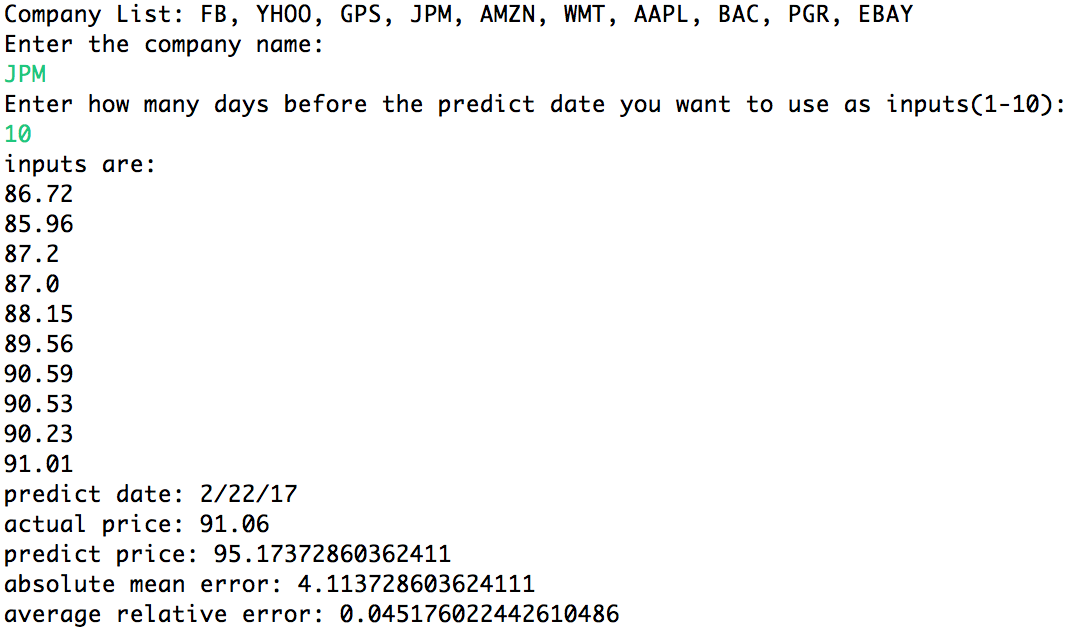 Company List: FB, YHOO, GPS, JPM, AMZN, WMT, AAPL, BAC, PGR, EBAY
Enter the company name:
JPM
Enter how many days before the predict date you want to use as inputs(1-10):
10
inputs are:
86.72
85.96
87.2
87.0
88.15
89.56
90.59
90.53
90.23
91.01
predict date: 2/22/17
actual price: 91.06
predict price: 95.17372860362411
absolute mean error: 4.113728603624111
average relative error: 0.045176022442610486